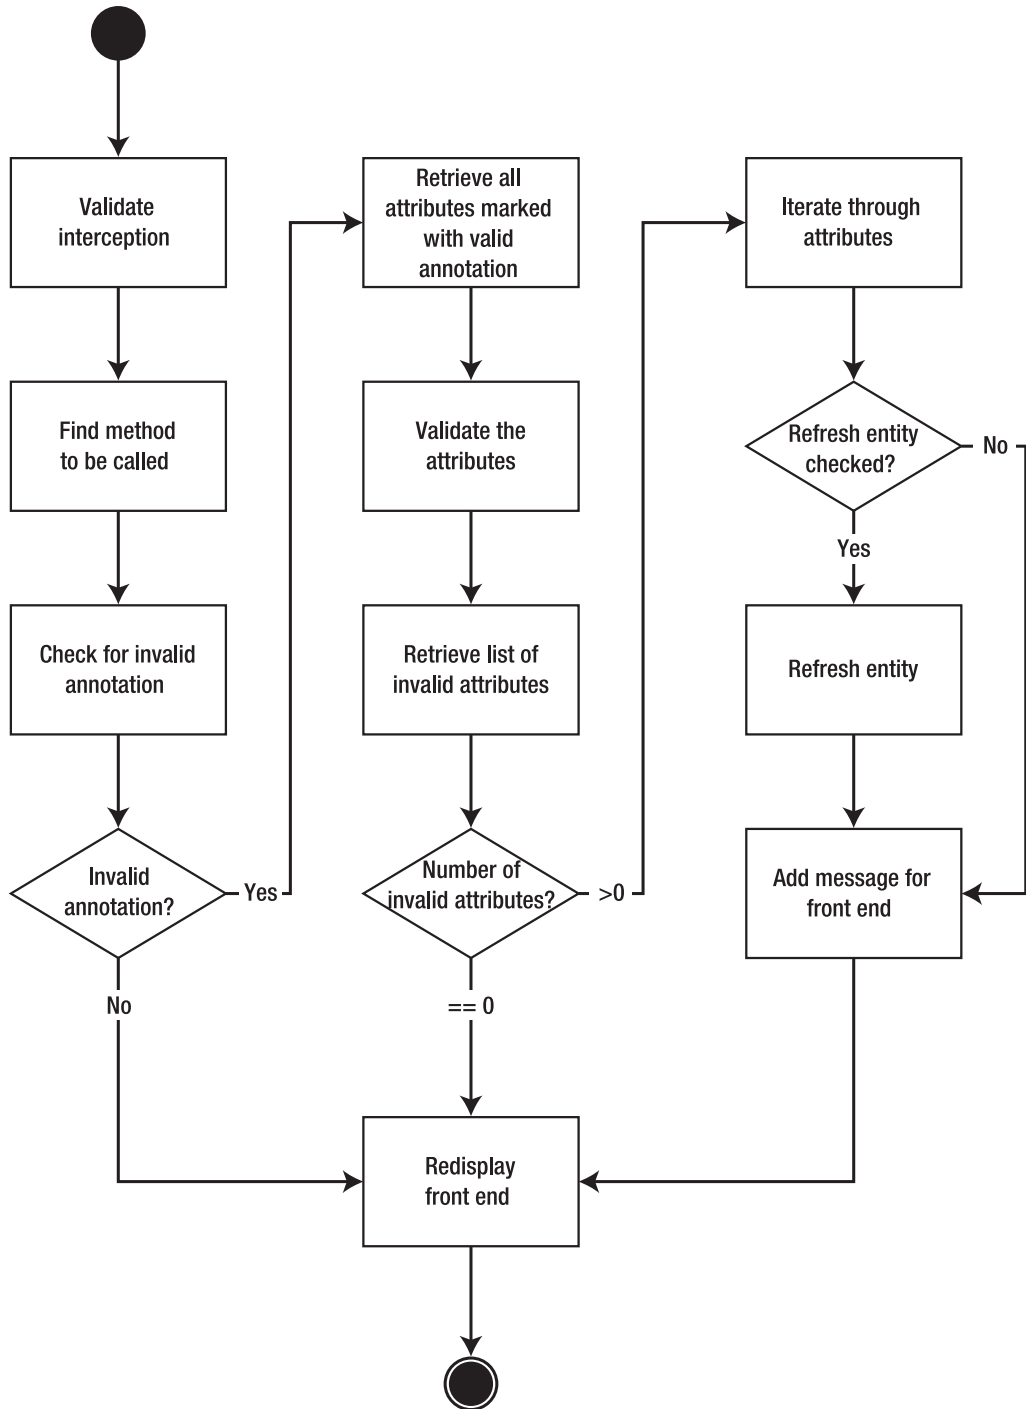 Validate
interception
Find method
to be called
Check for invalid
annotation
Invalid
annotation?
Yes
No
Retrieve all
attributes marked
with valid
annotation
Validate the
attributes
Retrieve list of
invalid attributes
Number of
invalid attributes?
>0
== 0
Iterate through
attributes
Refresh entity
checked?
No
Yes
Refresh entity
Add message for
front end
Redisplay
front end